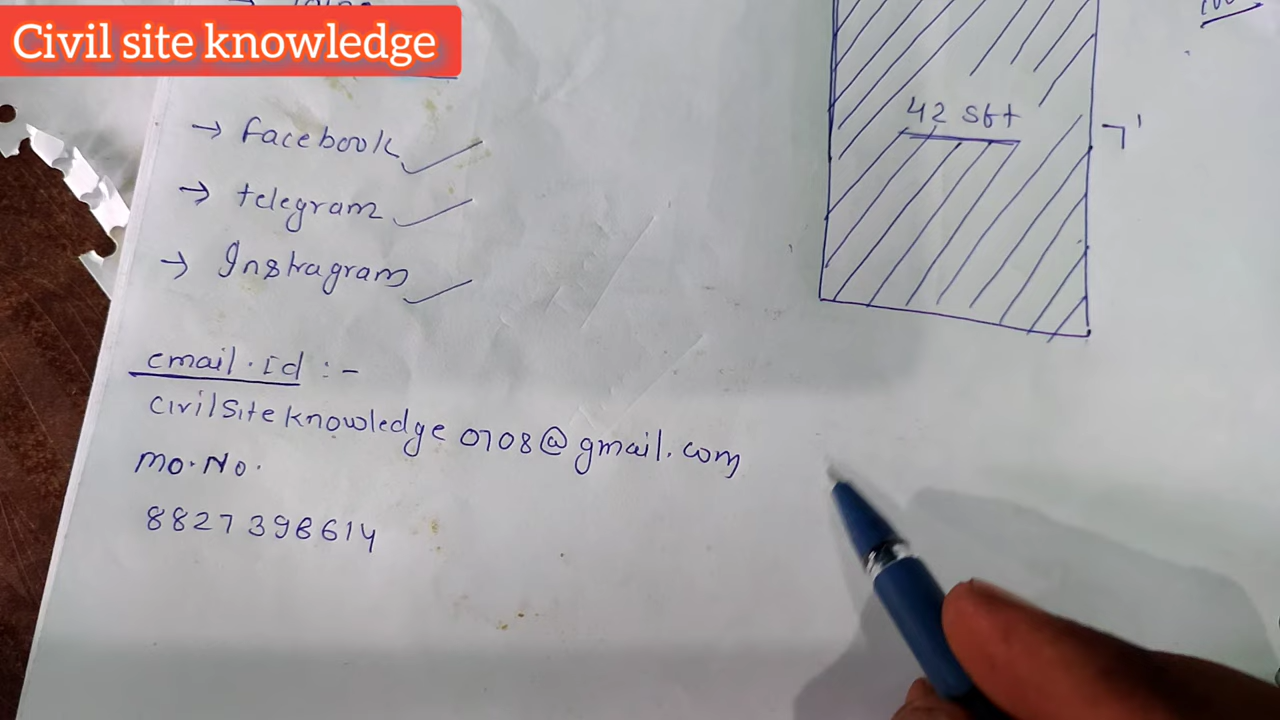 Civil site knowledge
→ facebook
→ telegram
→ Instragram
42 sft
7'
email.Id :-
civilsiteknowledge0708@gmail.com
mo.No.
8827398614